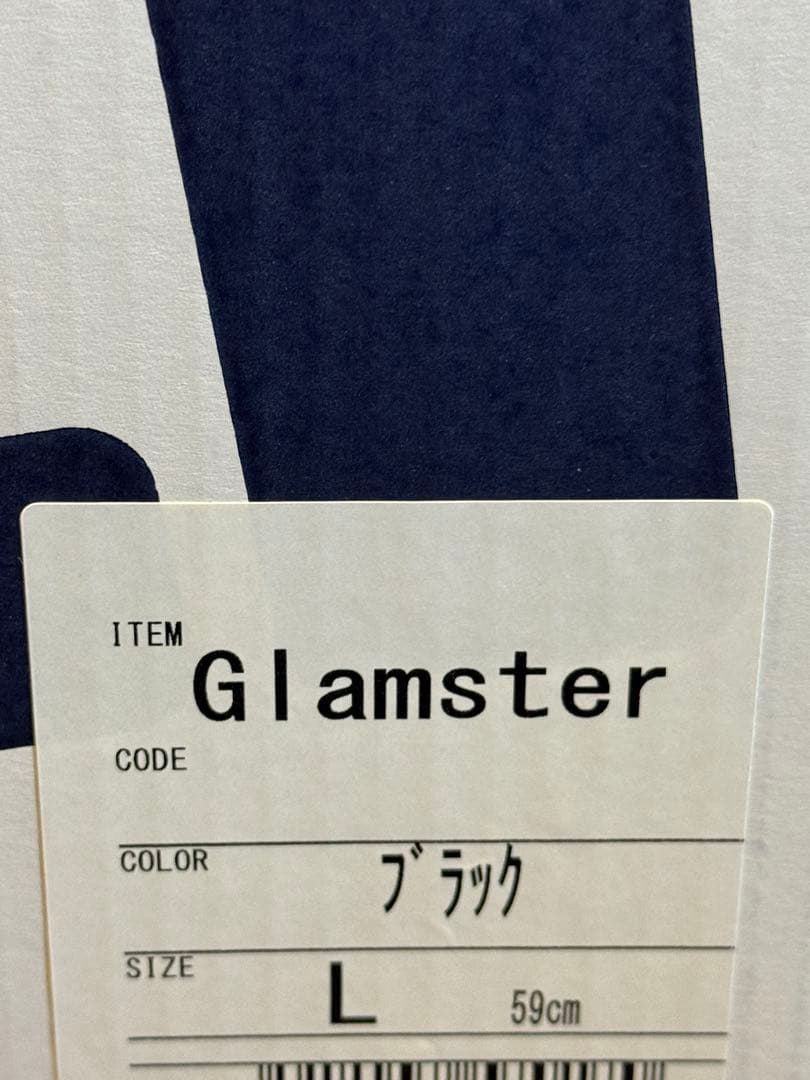 ITEM
Glamster
CODE
COLOR ﾌﾞﾗｯｸ
SIZE L 59cm